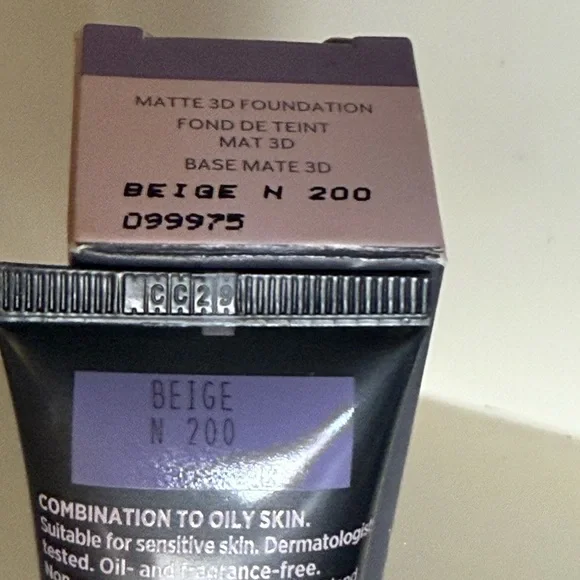 MATTE 3D FOUNDATION
FOND DE TEINT
MAT 3D
BASE MATE 3D
BEIGE N 200
099975
CC29
BEIGE
N 200
COMBINATION TO OILY SKIN.
Suitable for sensitive skin. Dermatologist
tested. Oil- and fragrance-free.